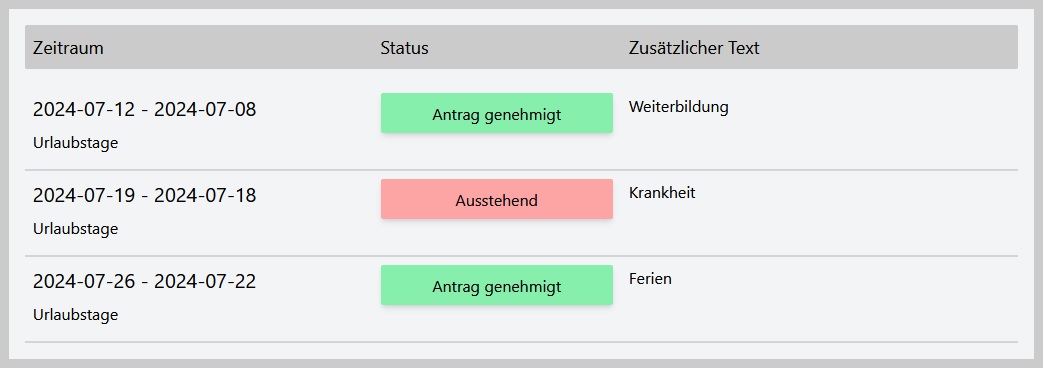 Zeitraum Status Zusätzlicher Text
2024-07-12 - 2024-07-08 Antrag genehmigt Weiterbildung
Urlaubstage
2024-07-19 - 2024-07-18 Ausstehend Krankheit
Urlaubstage
2024-07-26 - 2024-07-22 Antrag genehmigt Ferien
Urlaubstage